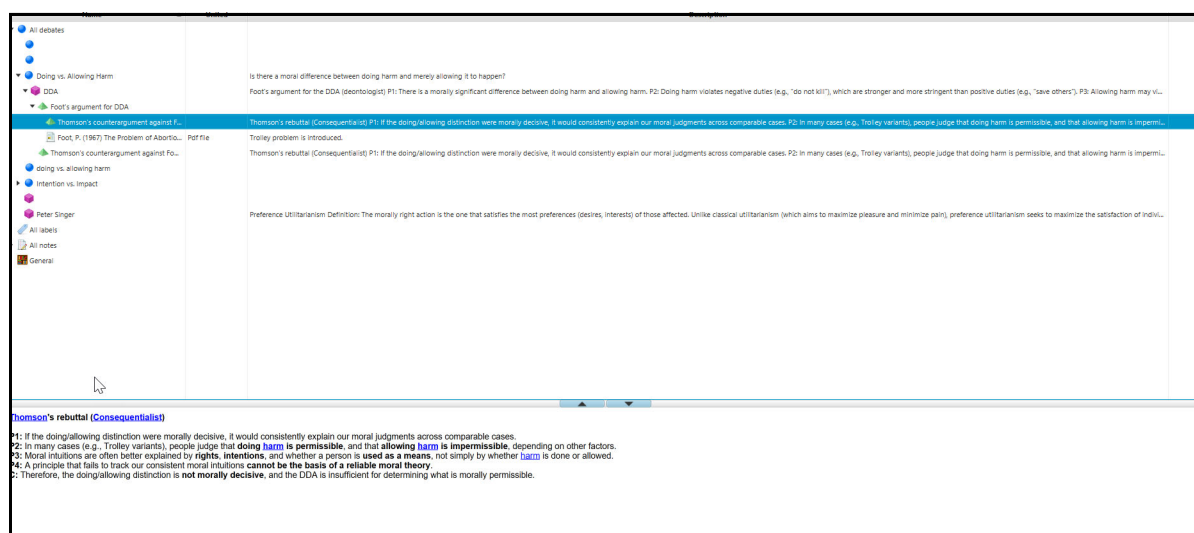 Name Description
All debates
Doing vs. Allowing Harm Is there a moral difference between doing harm and merely allowing it to happen?
DDA Foot's argument for the DDA (deontologist) P1: There is a morally significant difference between doing harm and allowing harm. P2: Doing harm violates negative duties (e.g., "do not kill"), which are stronger and more stringent than positive duties (e.g., "save others"). P3: Allowing harm may vi...
Foot's argument for DDA
Thomson's counterargument against F... Thomson's rebuttal (Consequentialist) P1: If the doing/allowing distinction were morally decisive, it would consistently explain our moral judgments across comparable cases. P2: In many cases (e.g., Trolley variants), people judge that doing harm is permissible, and that allowing harm is impermi...
Foot, P. (1967) The Problem of Abortio... Pdf file Trolley problem is introduced.
Thomson's counterargument against Fo... Thomson's rebuttal (Consequentialist) P1: If the doing/allowing distinction were morally decisive, it would consistently explain our moral judgments across comparable cases. P2: In many cases (e.g., Trolley variants), people judge that doing harm is permissible, and that allowing harm is impermi...
doing vs. allowing harm
Intention vs. Impact
Peter Singer Preference Utilitarianism Definition: The morally right action is the one that satisfies the most preferences (desires, interests) of those affected. Unlike classical utilitarianism (which aims to maximize pleasure and minimize pain), preference utilitarianism seeks to maximize the satisfaction of indivi...
All labels
All notes
General
Thomson's rebuttal (Consequentialist)
P1: If the doing/allowing distinction were morally decisive, it would consistently explain our moral judgments across comparable cases.
P2: In many cases (e.g., Trolley variants), people judge that doing harm is permissible, and that allowing harm is impermissible, depending on other factors.
P3: Moral intuitions are often better explained by rights, intentions, and whether a person is used as a means, not simply by whether harm is done or allowed.
P4: A principle that fails to track our consistent moral intuitions cannot be the basis of a reliable moral theory.
C: Therefore, the doing/allowing distinction is not morally decisive, and the DDA is insufficient for determining what is morally permissible.